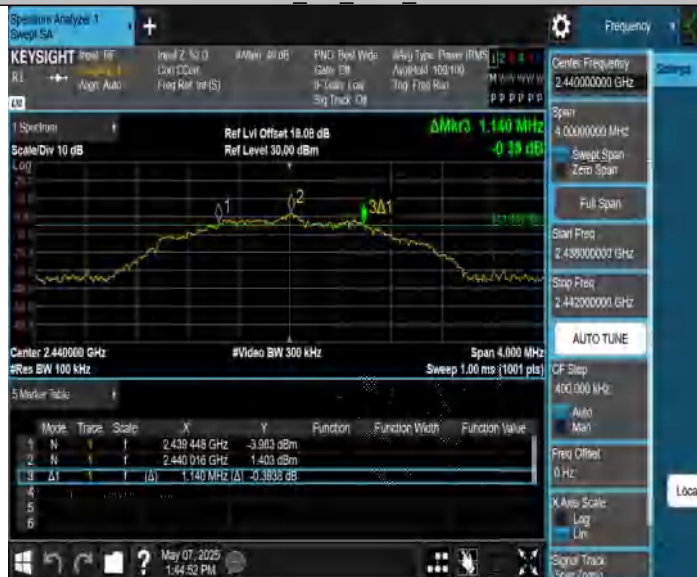 Spectrum Analyzer 1
Swept SA
+
Frequency
KEYSIGHT Input: RF
Align: Auto
Input Z: 50 Ω
Corr CCorr
Freq Ref: Int (S)
#Atten: 40 dB
PNO: Best Wide
Gate: Off
IF Gain: Low
Sig Track: Off
#Avg Type: Power (RMS
Avg|Hold: 100/100
Trig: Free Run
P P P P P P
1 Spectrum
Scale/Div 10 dB
Log
Ref Lvl Offset 18.08 dB
Ref Level 30.00 dBm
ΔMkr3 1.140 MHz
-0.39 dB
1
2
3Δ1
Center 2.440000 GHz
#Res BW 100 kHz
#Video BW 300 kHz
Span 4.000 MHz
Sweep 1.00 ms (1001 pts)
5 Marker Table
Mode Trace Scale X Y Function Function Width Function Value
1 N 1 f 2.439 448 GHz -3.983 dBm
2 N 1 f 2.440 016 GHz 1.403 dBm
3 Δ1 1 f (Δ) 1.140 MHz (Δ) -0.3938 dB
4
5
6
May 07, 2025
1:44:52 PM
Center Frequency
2.440000000 GHz
Settings
Span
4.00000000 MHz
Swept Span
Zero Span
Full Span
Start Freq
2.438000000 GHz
Stop Freq
2.442000000 GHz
AUTO TUNE
CF Step
400.000 kHz
Auto
Man
Freq Offset
0 Hz
X Axis Scale
Log
Lin
Signal Track
Loca